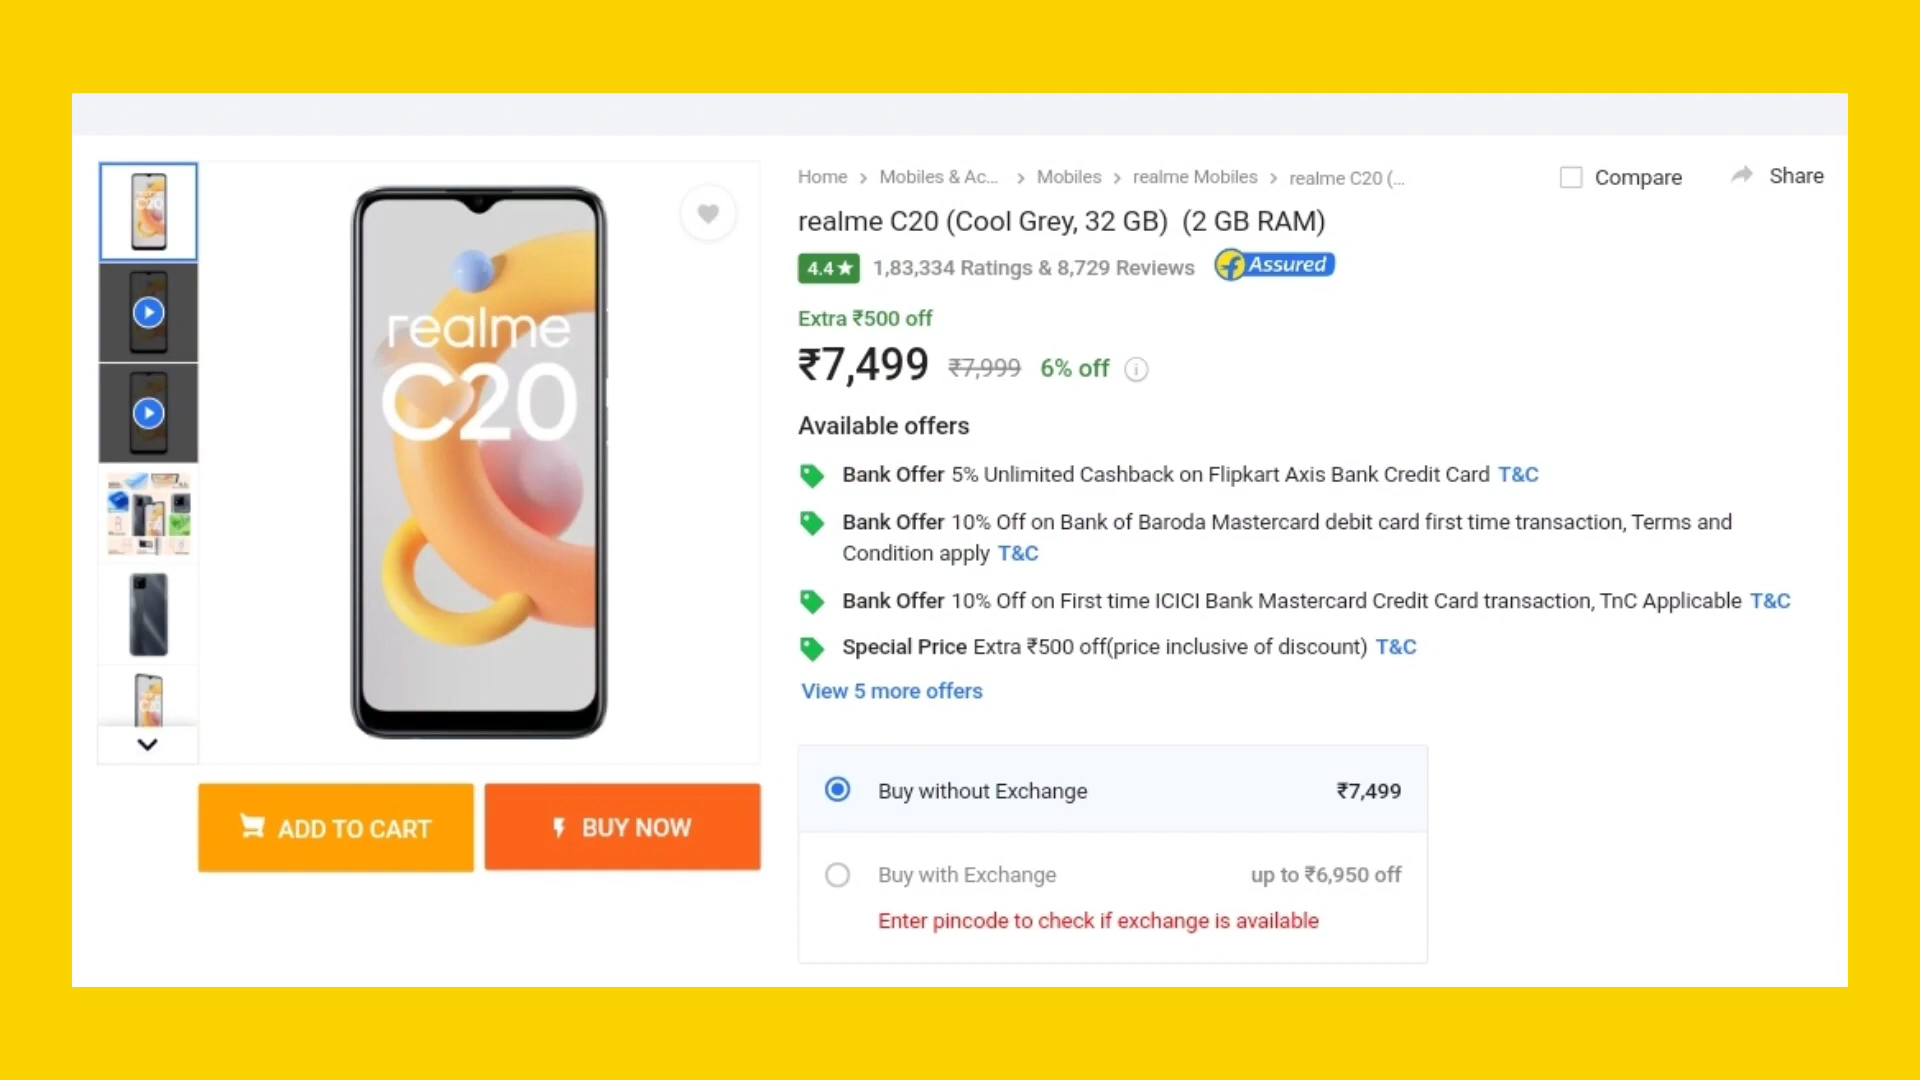 Home > Mobiles & Ac... > Mobiles > realme Mobiles > realme C20 (...
Compare
Share
realme C20 (Cool Grey, 32 GB) (2 GB RAM)
4.4★ 1,83,334 Ratings & 8,729 Reviews Assured
Extra ₹500 off
₹7,499 ₹7,999 6% off
Available offers
Bank Offer 5% Unlimited Cashback on Flipkart Axis Bank Credit Card T&C
Bank Offer 10% Off on Bank of Baroda Mastercard debit card first time transaction, Terms and
Condition apply T&C
Bank Offer 10% Off on First time ICICI Bank Mastercard Credit Card transaction, TnC Applicable T&C
Special Price Extra ₹500 off(price inclusive of discount) T&C
View 5 more offers
Buy without Exchange ₹7,499
Buy with Exchange up to ₹6,950 off
Enter pincode to check if exchange is available
realme
C20
ADD TO CART
BUY NOW